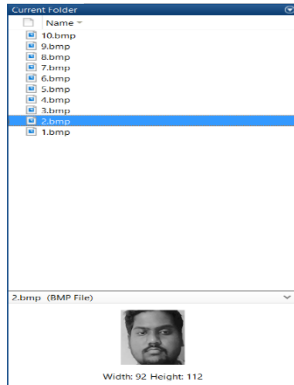 Current Folder
Name
10.bmp
9.bmp
8.bmp
7.bmp
6.bmp
5.bmp
4.bmp
3.bmp
2.bmp
1.bmp
2.bmp (BMP File)
Width: 92 Height: 112